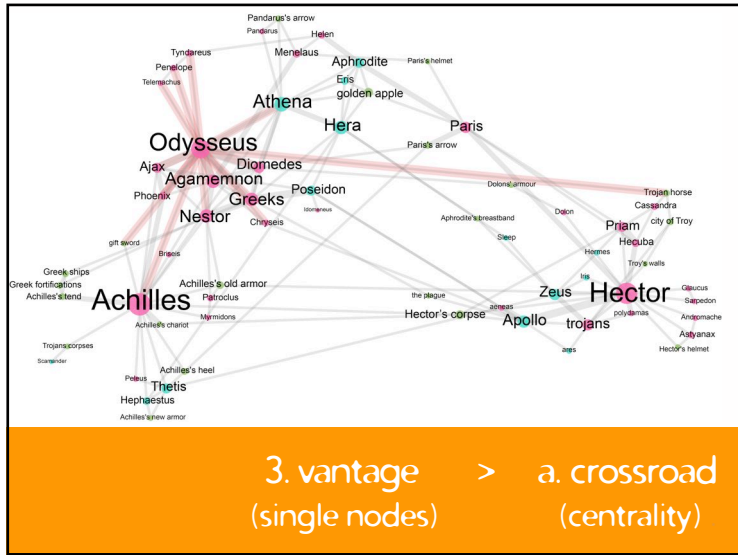 Pandarus's arrow
Pandarus
Helen
Tyndareus
Menelaus
Penelope
Aphrodite
Paris's helmet
Telemachus
Eris
golden apple
Athena
Hera
Paris
Odysseus
Paris's arrow
Ajax
Diomedes
Agamemnon
Dolons' armour
Trojan horse
Phoenix
Greeks
Poseidon
Cassandra
Idomeneus
Nestor
Chryseis
Aphrodite's breastband
Dolon
Priam
city of Troy
gift sword
Sleep
Hecuba
Briseis
Hermes
Troy's walls
Greek ships
Iris
Greek fortifications
Achilles's old armor
Achilles's tend
Achilles
Patroclus
the plague
Zeus
Hector
Glaucus
Sarpedon
Myrmidons
aeneas
polydamas
Andromache
Achilles's chariot
Hector's corpse
Apollo
trojans
Astyanax
Trojans corpses
ares
Hector's helmet
Scamander
Achilles's heel
Peleus
Thetis
Hephaestus
Achilles's new armor
3. vantage > a. crossroad
(single nodes) (centrality)